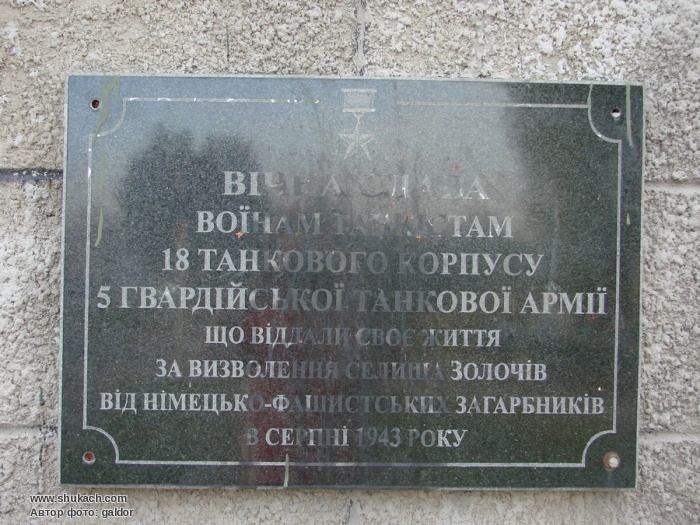 ВІЧНА СЛАВА
ВОЇНАМ ТАНКІСТАМ
18 ТАНКОВОГО КОРПУСУ
5 ГВАРДІЙСЬКОЇ ТАНКОВОЇ АРМІЇ
ЩО ВІДДАЛИ СВОЄ ЖИТТЯ
ЗА ВИЗВОЛЕННЯ СЕЛИЩА ЗОЛОЧІВ
ВІД НІМЕЦЬКО-ФАШИСТСЬКИХ ЗАГАРБНИКІВ
В СЕРПНІ 1943 РОКУ
www.shukach.com
Автор фото: gakdor